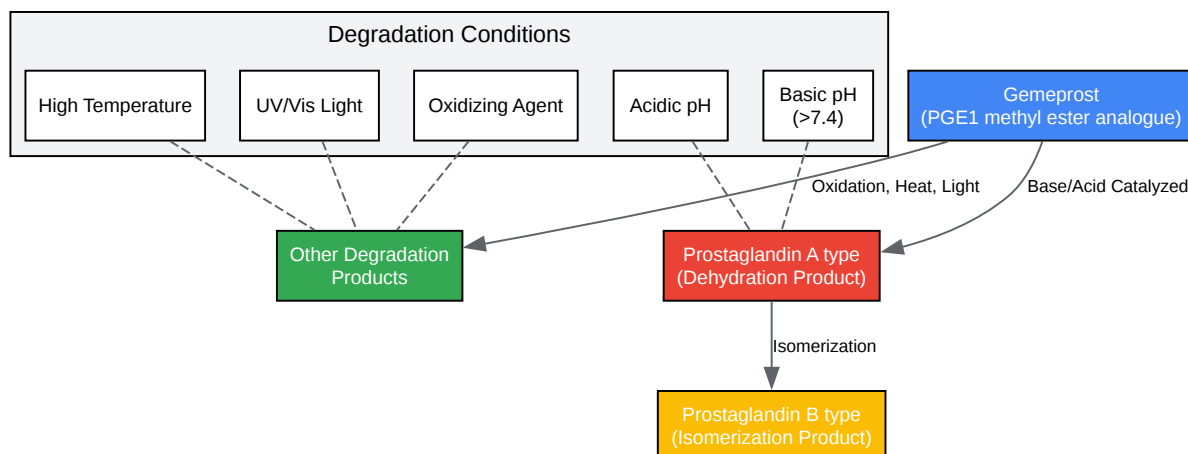 Degradation Conditions
High Temperature
UV/Vis Light
Oxidizing Agent
Acidic pH
Basic pH
(>7.4)
Gemeprost
(PGE1 methyl ester analogue)
Oxidation, Heat, Light
Base/Acid Catalyzed
Other Degradation
Products
Prostaglandin A type
(Dehydration Product)
Isomerization
Prostaglandin B type
(Isomerization Product)